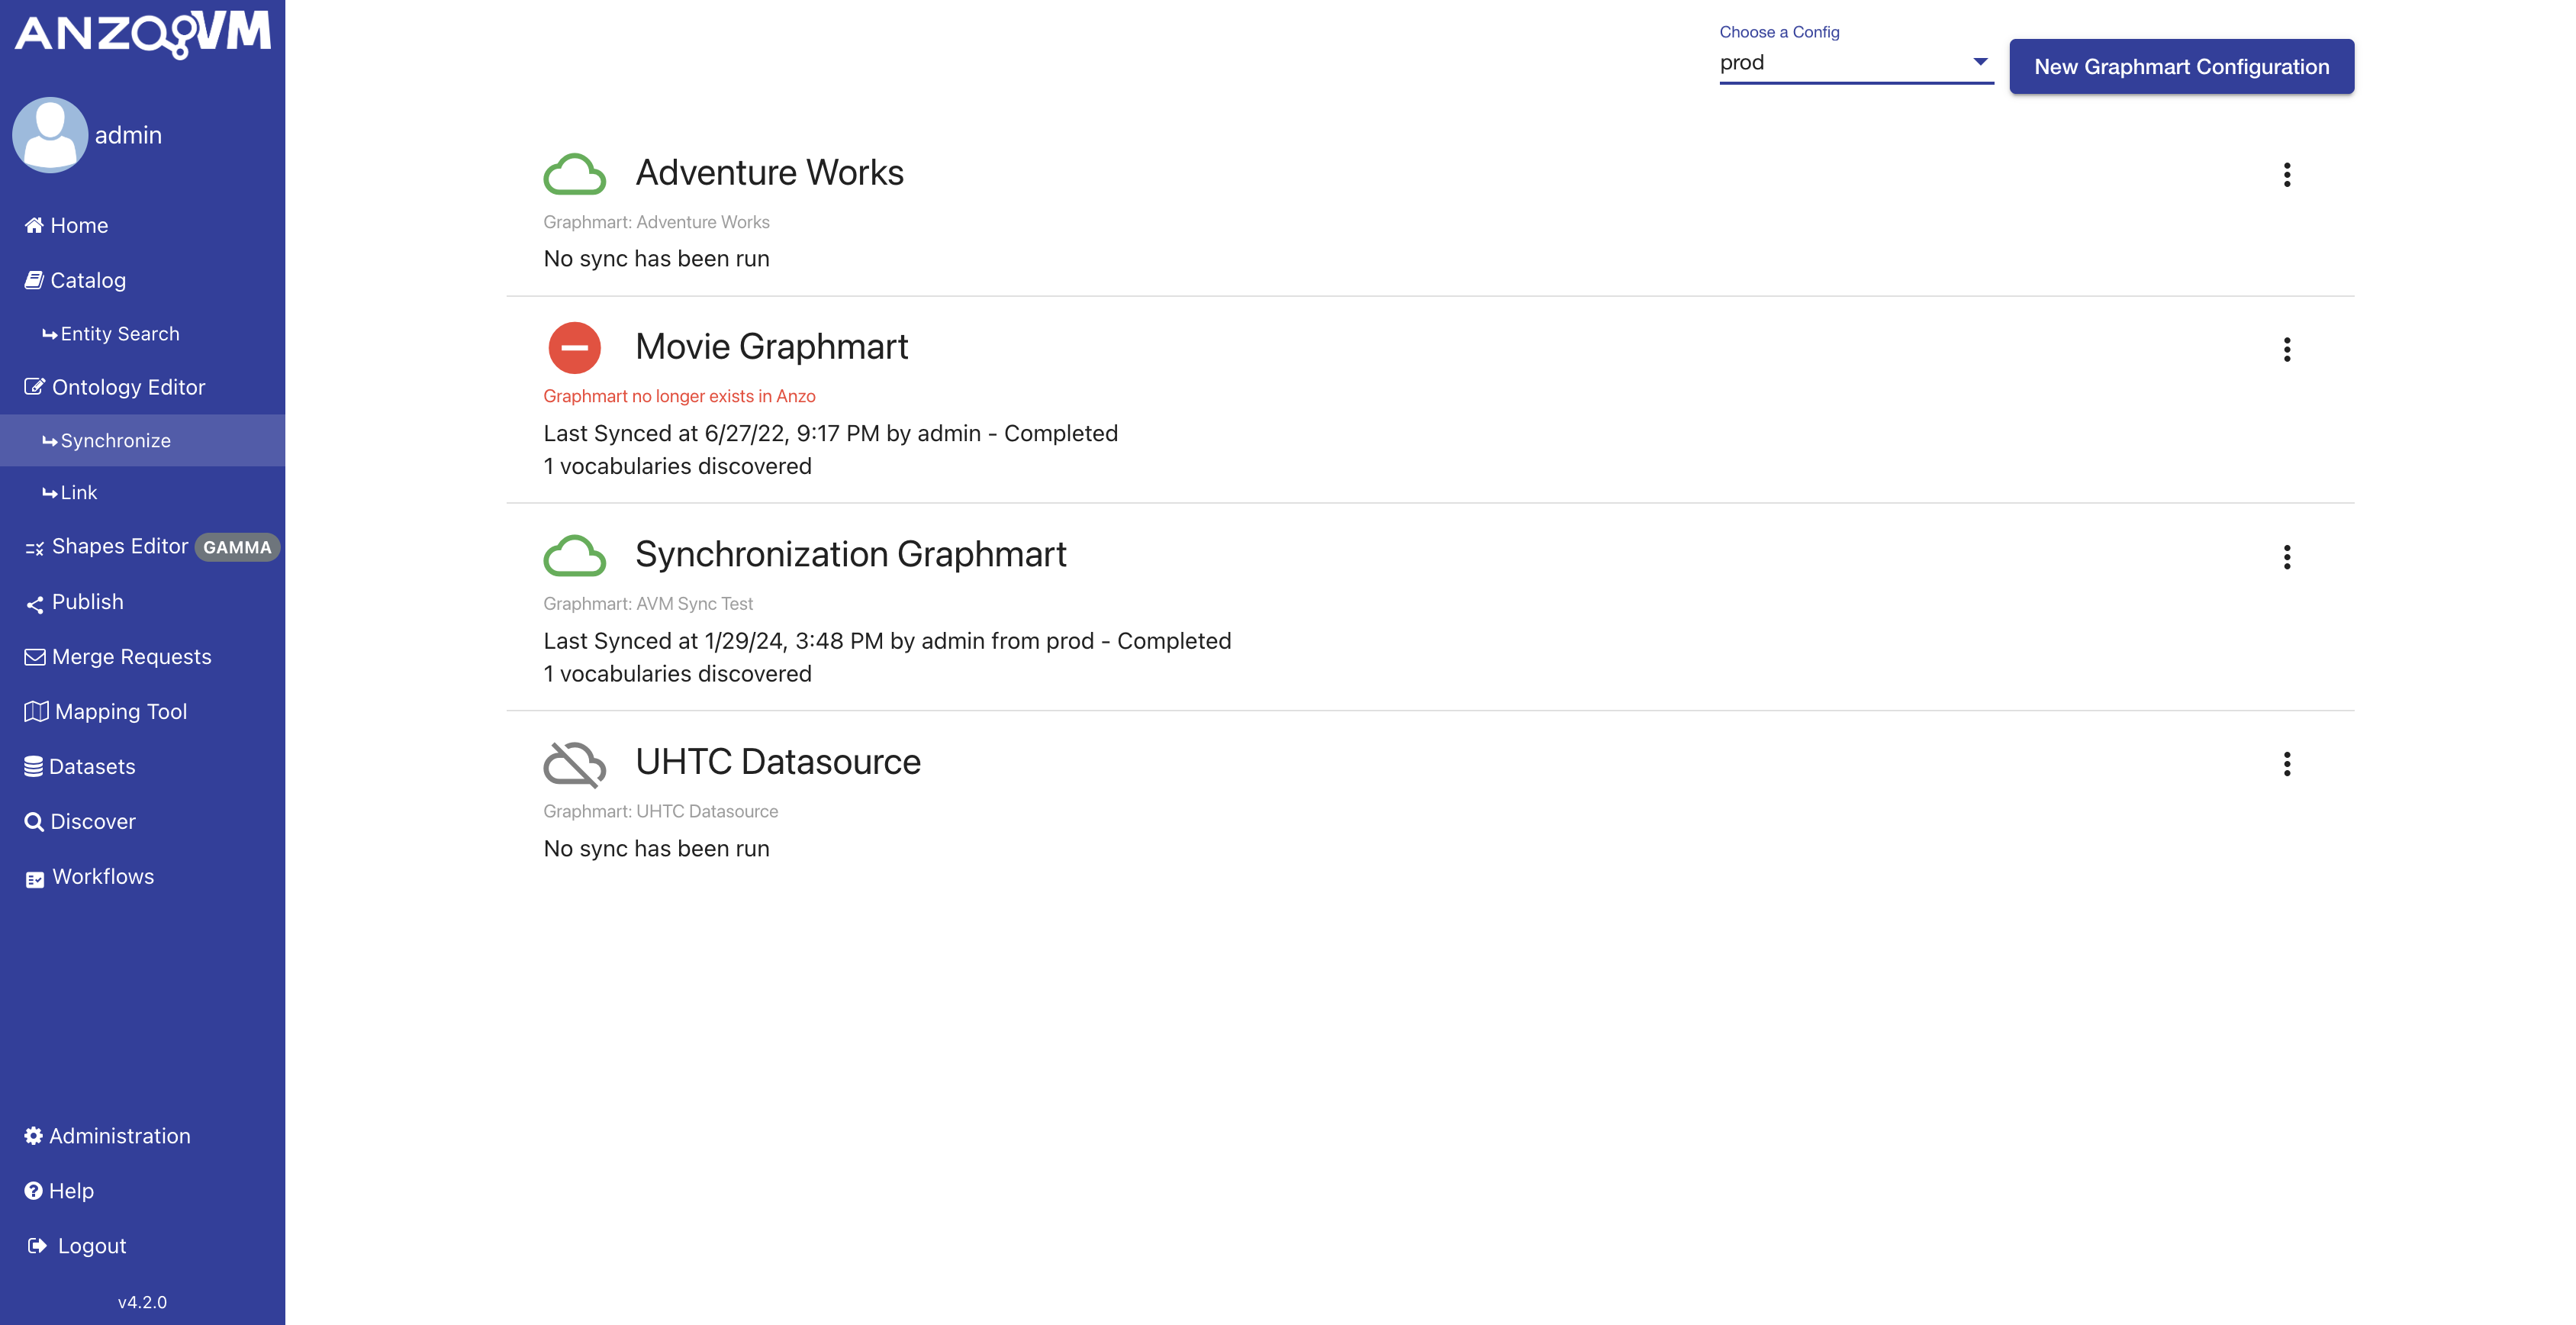 ANZO VM
admin
Home
Catalog
Entity Search
Ontology Editor
Synchronize
Link
Shapes Editor GAMMA
Publish
Merge Requests
Mapping Tool
Datasets
Discover
Workflows
Administration
Help
Logout
v4.2.0
Choose a Config
prod
New Graphmart Configuration
Adventure Works
Graphmart: Adventure Works
No sync has been run
Movie Graphmart
Graphmart no longer exists in Anzo
Last Synced at 6/27/22, 9:17 PM by admin - Completed
1 vocabularies discovered
Synchronization Graphmart
Graphmart: AVM Sync Test
Last Synced at 1/29/24, 3:48 PM by admin from prod - Completed
1 vocabularies discovered
UHTC Datasource
Graphmart: UHTC Datasource
No sync has been run